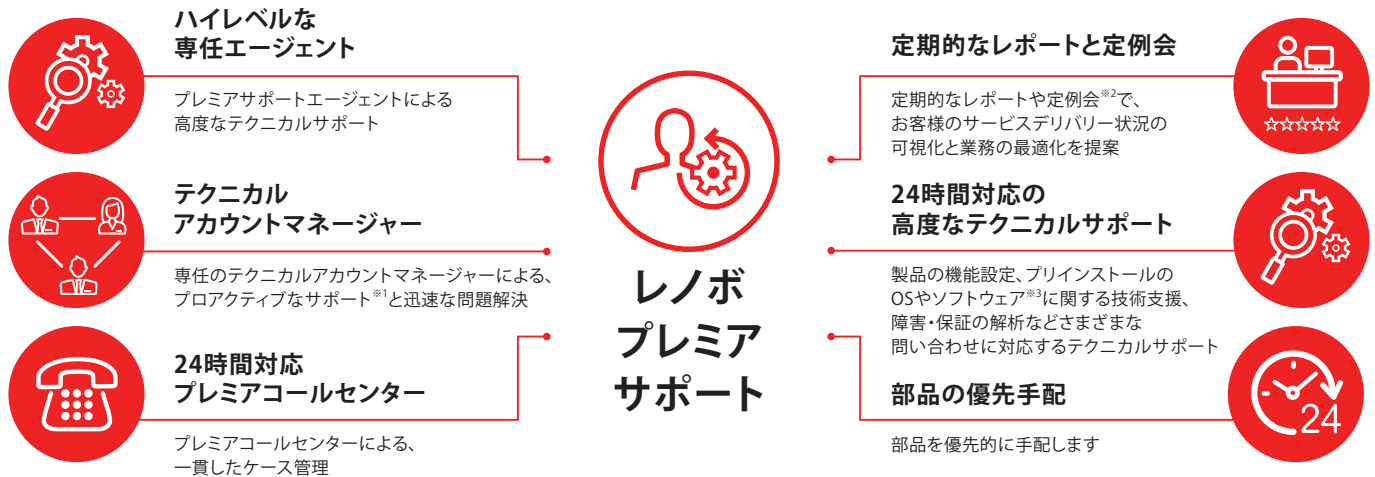 ハイレベルな
専任エージェント
プレミアサポートエージェントによる
高度なテクニカルサポート
テクニカル
アカウントマネージャー
専任のテクニカルアカウントマネージャーによる、
プロアクティブなサポート※1と迅速な問題解決
24時間対応
プレミアコールセンター
プレミアコールセンターによる、
一貫したケース管理
レノボ
プレミア
サポート
定期的なレポートと定例会
定期的なレポートや定例会※2で、
お客様のサービスデリバリー状況の
可視化と業務の最適化を提案
24時間対応の
高度なテクニカルサポート
製品の機能設定、プリインストールの
OSやソフトウェア※3に関する技術支援、
障害・保証の解析などさまざまな
問い合わせに対応するテクニカルサポート
部品の優先手配
部品を優先的に手配します
24